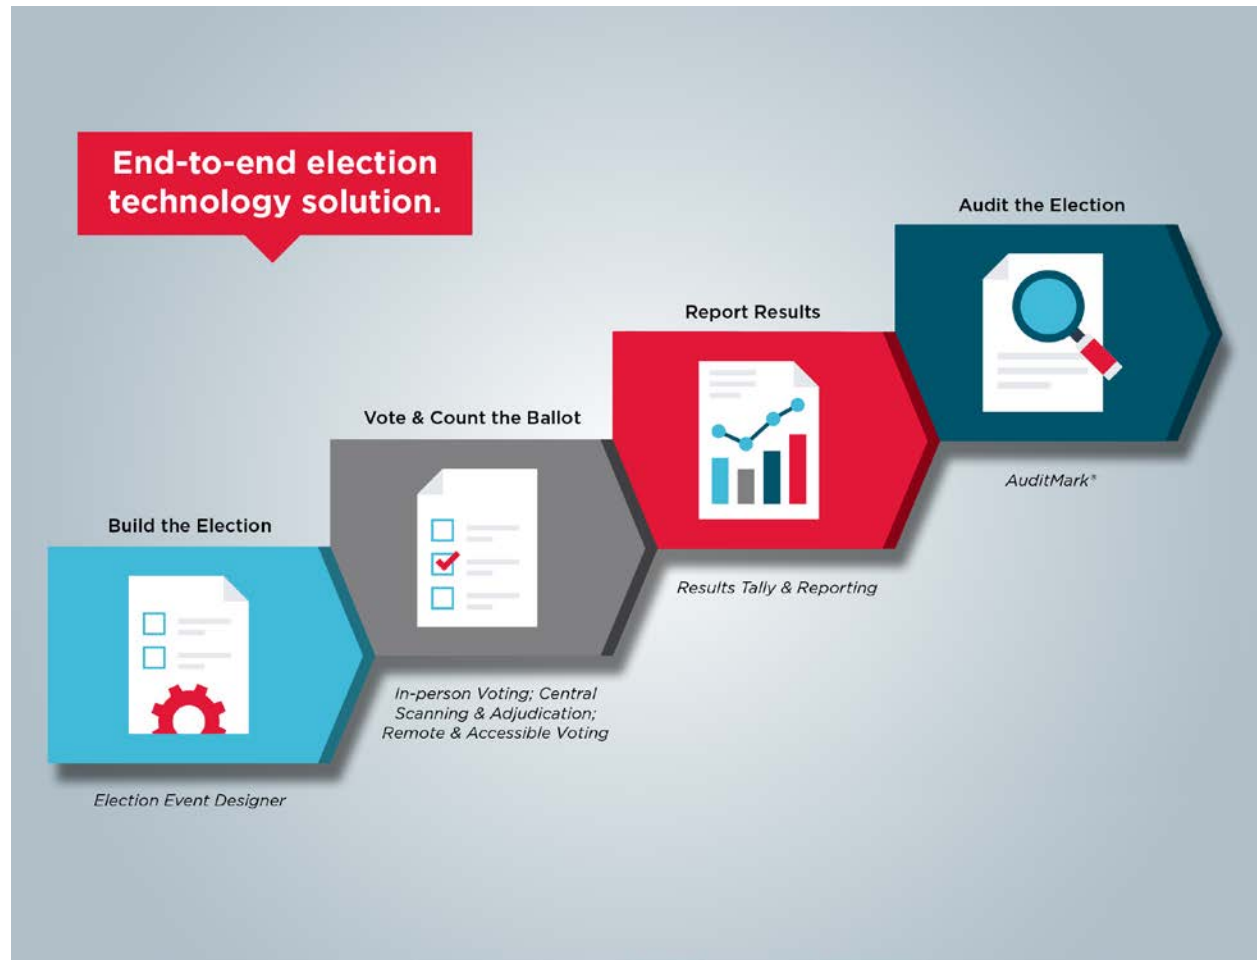 End-to-end election
technology solution.
Audit the Election
Report Results
Vote & Count the Ballot
AuditMark®
Build the Election
Results Tally & Reporting
In-person Voting; Central
Scanning & Adjudication;
Remote & Accessible Voting
Election Event Designer